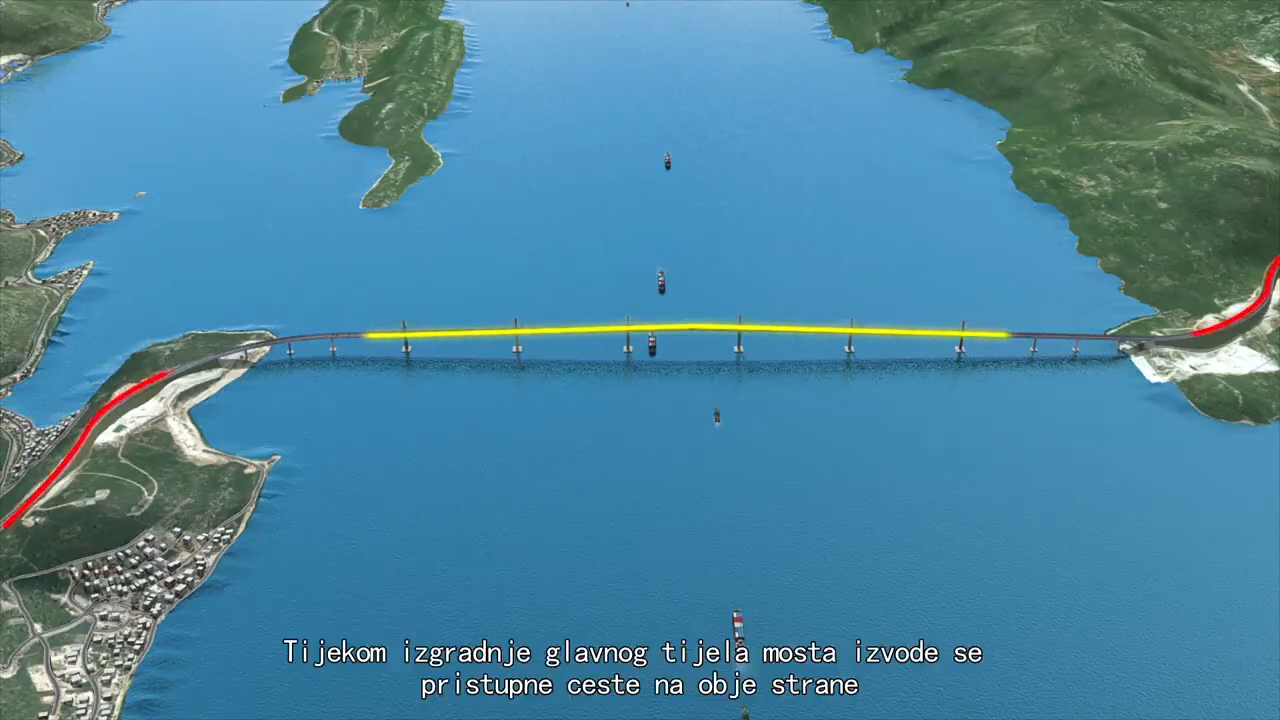 Tijekom izgradnje glavnog tijela mosta izvode se
pristupne ceste na obje strane